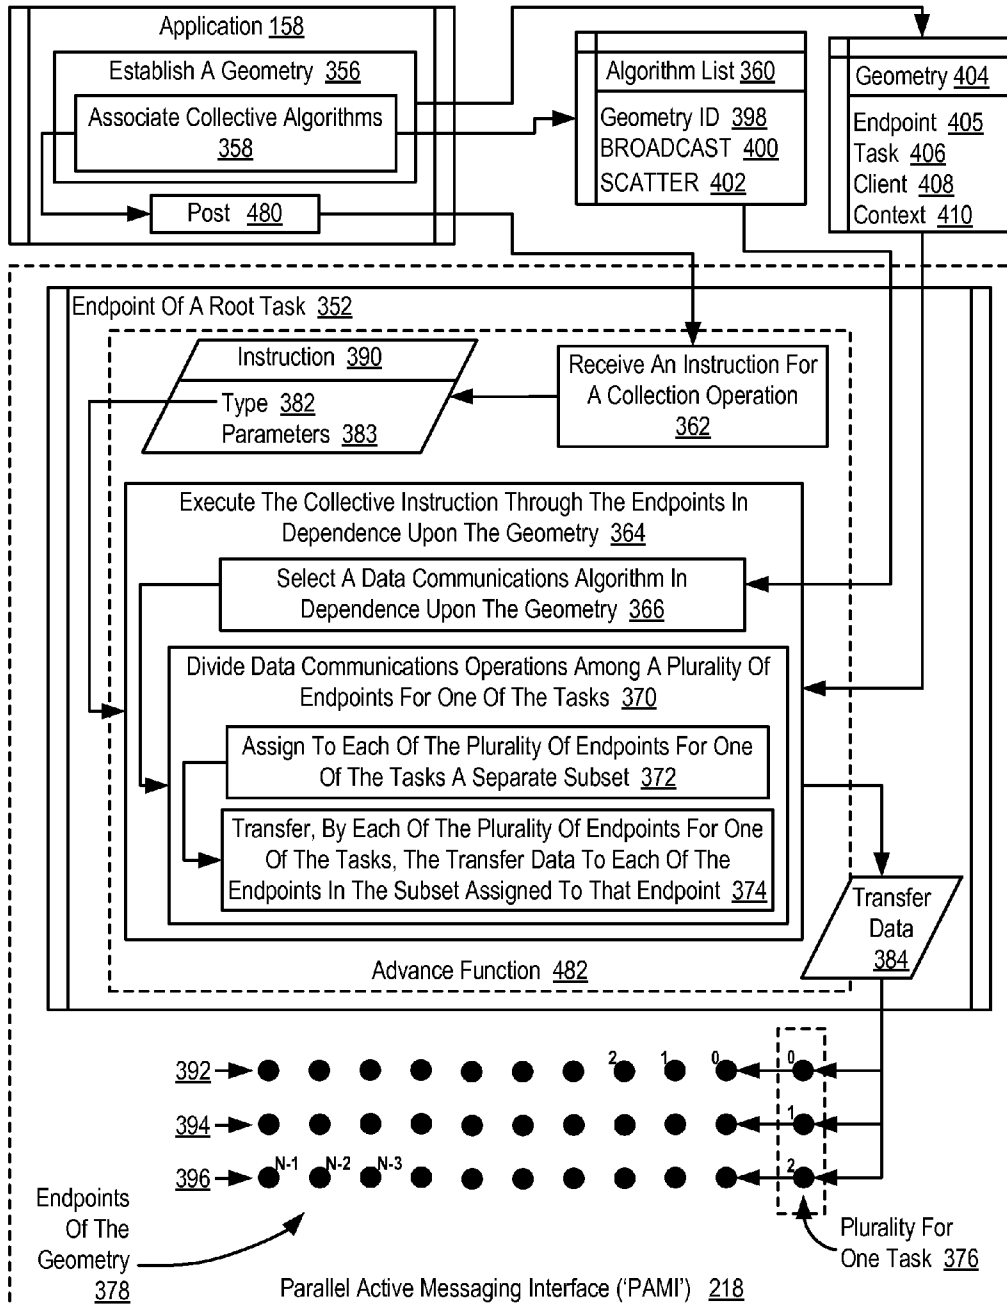 Application 158
Establish A Geometry 356
Associate Collective Algorithms
358
Post 480
Algorithm List 360
Geometry ID 398
BROADCAST 400
SCATTER 402
Geometry 404
Endpoint 405
Task 406
Client 408
Context 410
Endpoint Of A Root Task 352
Instruction 390
Type 382
Parameters 383
Receive An Instruction For
A Collection Operation
362
Execute The Collective Instruction Through The Endpoints In
Dependence Upon The Geometry 364
Select A Data Communications Algorithm In
Dependence Upon The Geometry 366
Divide Data Communications Operations Among A Plurality Of
Endpoints For One Of The Tasks 370
Assign To Each Of The Plurality Of Endpoints For One
Of The Tasks A Separate Subset 372
Transfer, By Each Of The Plurality Of Endpoints For One
Of The Tasks, The Transfer Data To Each Of The
Endpoints In The Subset Assigned To That Endpoint 374
Advance Function 482
Transfer
Data
384
392 2 1 0 0
394 1
396 N-1 N-2 N-3 2
Endpoints
Of The
Geometry
378
Plurality For
One Task 376
Parallel Active Messaging Interface ('PAMI') 218